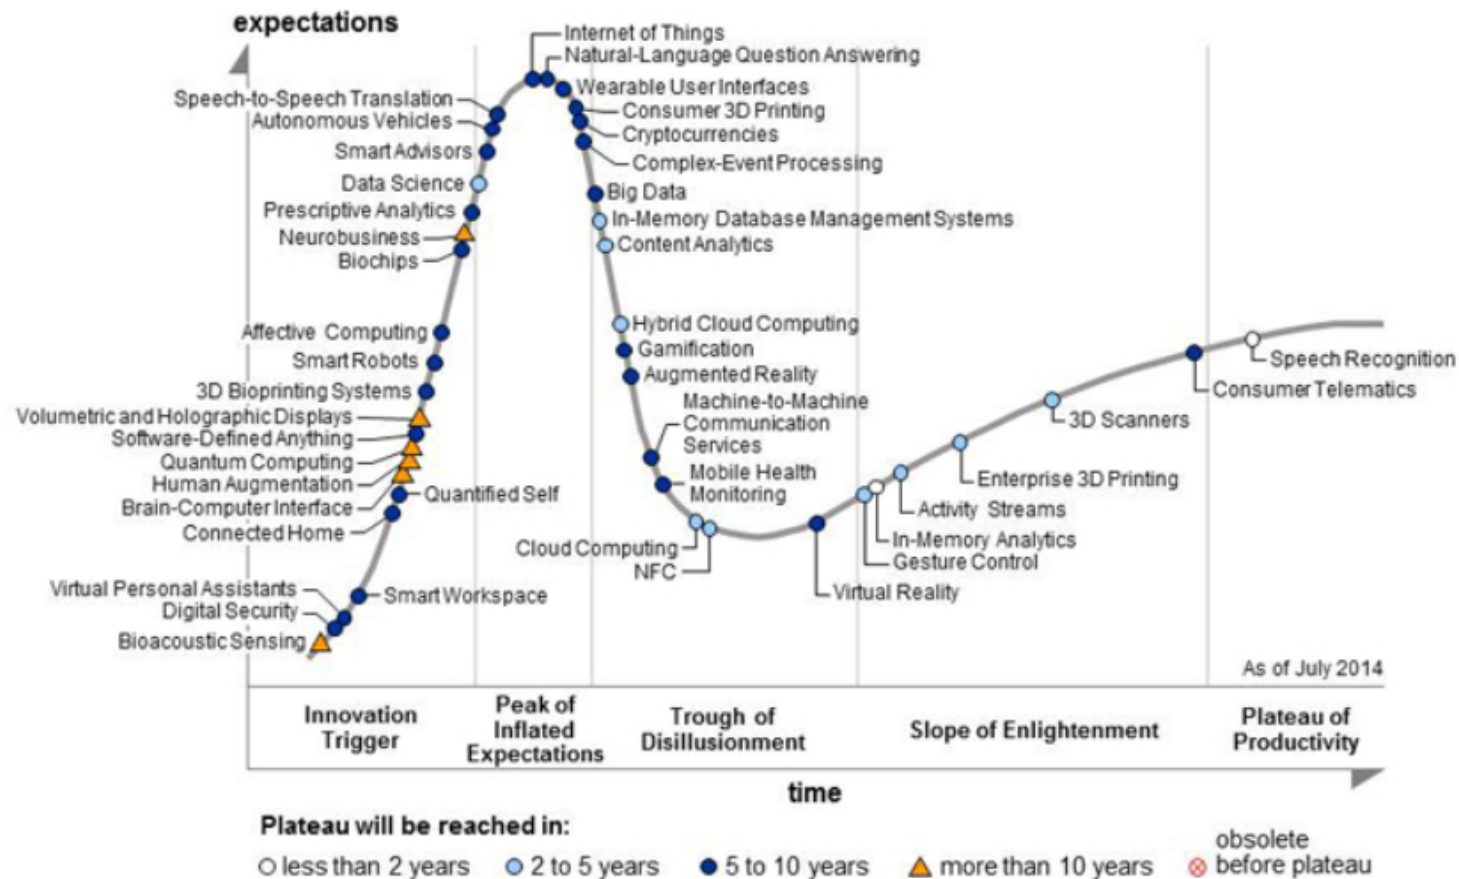 expectations
Internet of Things
Natural-Language Question Answering
Wearable User Interfaces
Consumer 3D Printing
Cryptocurrencies
Complex-Event Processing
Speech-to-Speech Translation
Autonomous Vehicles
Smart Advisors
Data Science
Prescriptive Analytics
Neurobusiness
Biochips
Big Data
In-Memory Database Management Systems
Content Analytics
Hybrid Cloud Computing
Gamification
Augmented Reality
Machine-to-Machine
Communication
Services
Mobile Health
Monitoring
Affective Computing
Smart Robots
3D Bioprinting Systems
Volumetric and Holographic Displays
Software-Defined Anything
Quantum Computing
Human Augmentation
Brain-Computer Interface
Connected Home
Quantified Self
Virtual Personal Assistants
Digital Security
Bioacoustic Sensing
Smart Workspace
Cloud Computing
NFC
Virtual Reality
Speech Recognition
Consumer Telematics
3D Scanners
Enterprise 3D Printing
Activity Streams
In-Memory Analytics
Gesture Control
As of July 2014
Innovation
Trigger
Peak of
Inflated
Expectations
Trough of
Disillusionment
Slope of Enlightenment
Plateau of
Productivity
time
Plateau will be reached in:
less than 2 years
2 to 5 years
5 to 10 years
more than 10 years
obsolete
before plateau